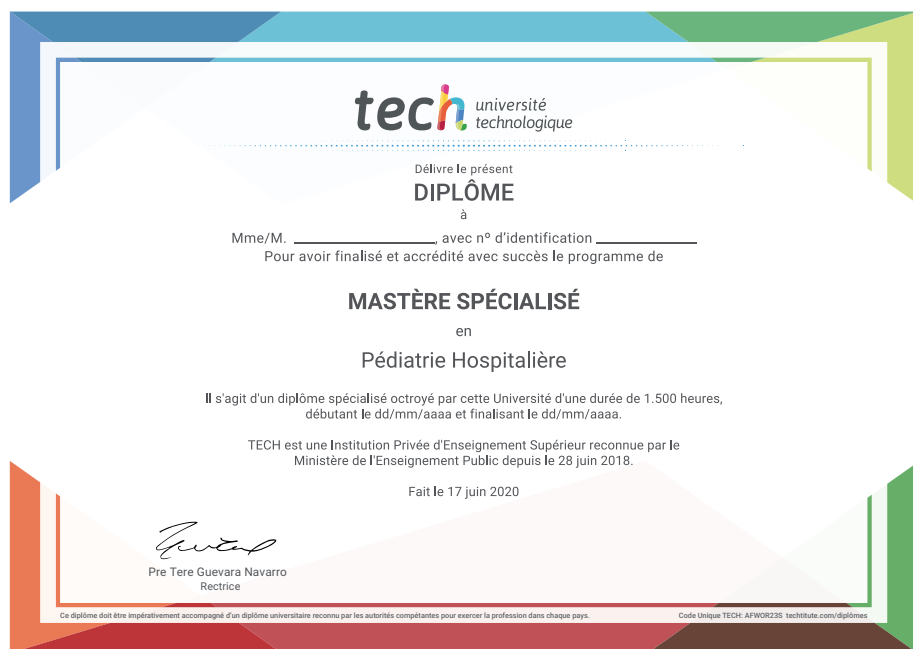 tech université
technologique
Délivre le présent
DIPLÔME
à
Mme/M. ____________, avec nº d'identification ____________
Pour avoir finalisé et accrédité avec succès le programme de
MASTÈRE SPÉCIALISÉ
en
Pédiatrie Hospitalière
Il s'agit d'un diplôme spécialisé octroyé par cette Université d'une durée de 1.500 heures,
débutant le dd/mm/aaaa et finalisant le dd/mm/aaaa.
TECH est une Institution Privée d'Enseignement Supérieur reconnue par le
Ministère de l'Enseignement Public depuis le 28 juin 2018.
Fait le 17 juin 2020
Pre Tere Guevara Navarro
Rectrice
Ce diplôme doit être impérativement accompagné d'un diplôme universitaire reconnu par les autorités compétantes pour exercer la profession dans chaque pays.
Code Unique TECH: AFWOR23S techtitute.com/diplômes